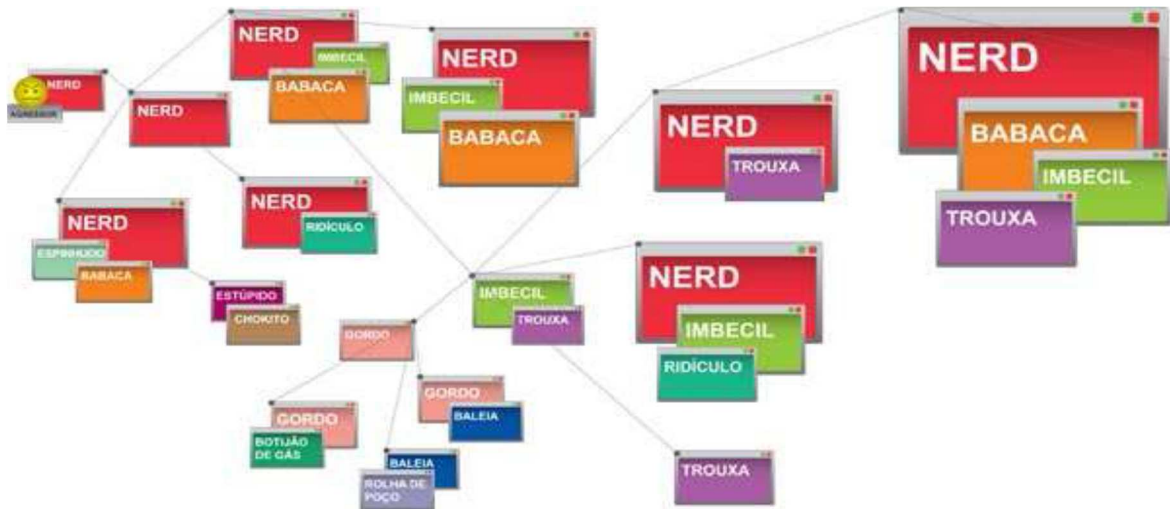 NERD
AGRESSOR
NERD
NERD
IMBECIL
BABACA
NERD
IMBECIL
BABACA
NERD
TROUXA
NERD
BABACA
IMBECIL
TROUXA
NERD
RIDÍCULO
NERD
ESPINHUDO
BABACA
ESTÚPIDO
CHOKITO
IMBECIL
TROUXA
NERD
IMBECIL
RIDÍCULO
GORDO
GORDO
BOTIJÃO
DE GÁS
GORDO
BALEIA
BALEIA
ROLHA DE
POÇO
TROUXA